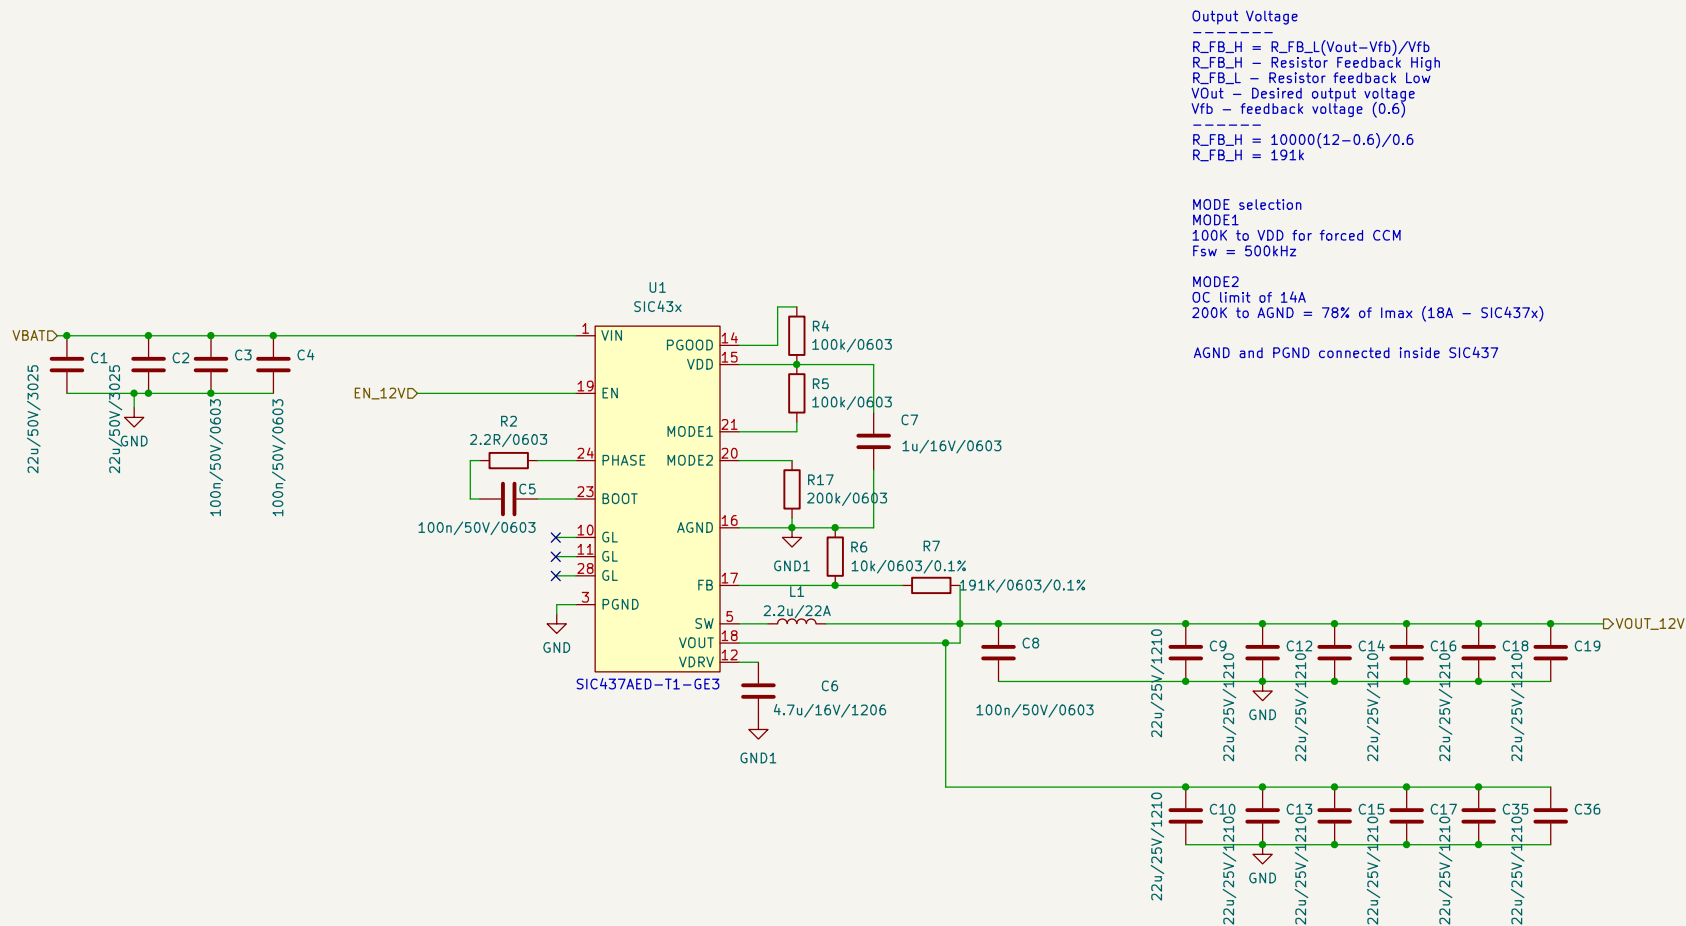 Output Voltage
-------
R_FB_H = R_FB_L(Vout-Vfb)/Vfb
R_FB_H - Resistor Feedback High
R_FB_L - Resistor feedback Low
VOut - Desired output voltage
Vfb - feedback voltage (0.6)
------
R_FB_H = 10000(12-0.6)/0.6
R_FB_H = 191k
MODE selection
MODE1
100K to VDD for forced CCM
Fsw = 500kHz
MODE2
OC limit of 14A
200K to AGND = 78% of Imax (18A - SIC437x)
AGND and PGND connected inside SIC437
VBAT
C1
22u/50V/3025
C2
22u/50V/3025
C3
100n/50V/0603
C4
100n/50V/0603
GND
EN_12V
R2
2.2R/0603
C5
100n/50V/0603
GND
U1
SIC43x
1
VIN
19
EN
24
PHASE
23
BOOT
10
GL
11
GL
28
GL
3
PGND
PGOOD
14
VDD
15
MODE1
21
MODE2
20
AGND
16
FB
17
SW
5
VOUT
18
VDRV
12
SIC437AED-T1-GE3
R4
100k/0603
R5
100k/0603
C7
1u/16V/0603
R17
200k/0603
GND1
R6
10k/0603/0.1%
R7
191K/0603/0.1%
L1
2.2u/22A
C6
4.7u/16V/1206
GND1
C8
100n/50V/0603
C9
22u/25V/1210
C12
22u/25V/1210
C14
22u/25V/1210
C16
22u/25V/1210
C18
22u/25V/1210
C19
22u/25V/1210
GND
VOUT_12V
C10
22u/25V/1210
C13
22u/25V/1210
C15
22u/25V/1210
C17
22u/25V/1210
C35
22u/25V/1210
C36
22u/25V/1210
GND